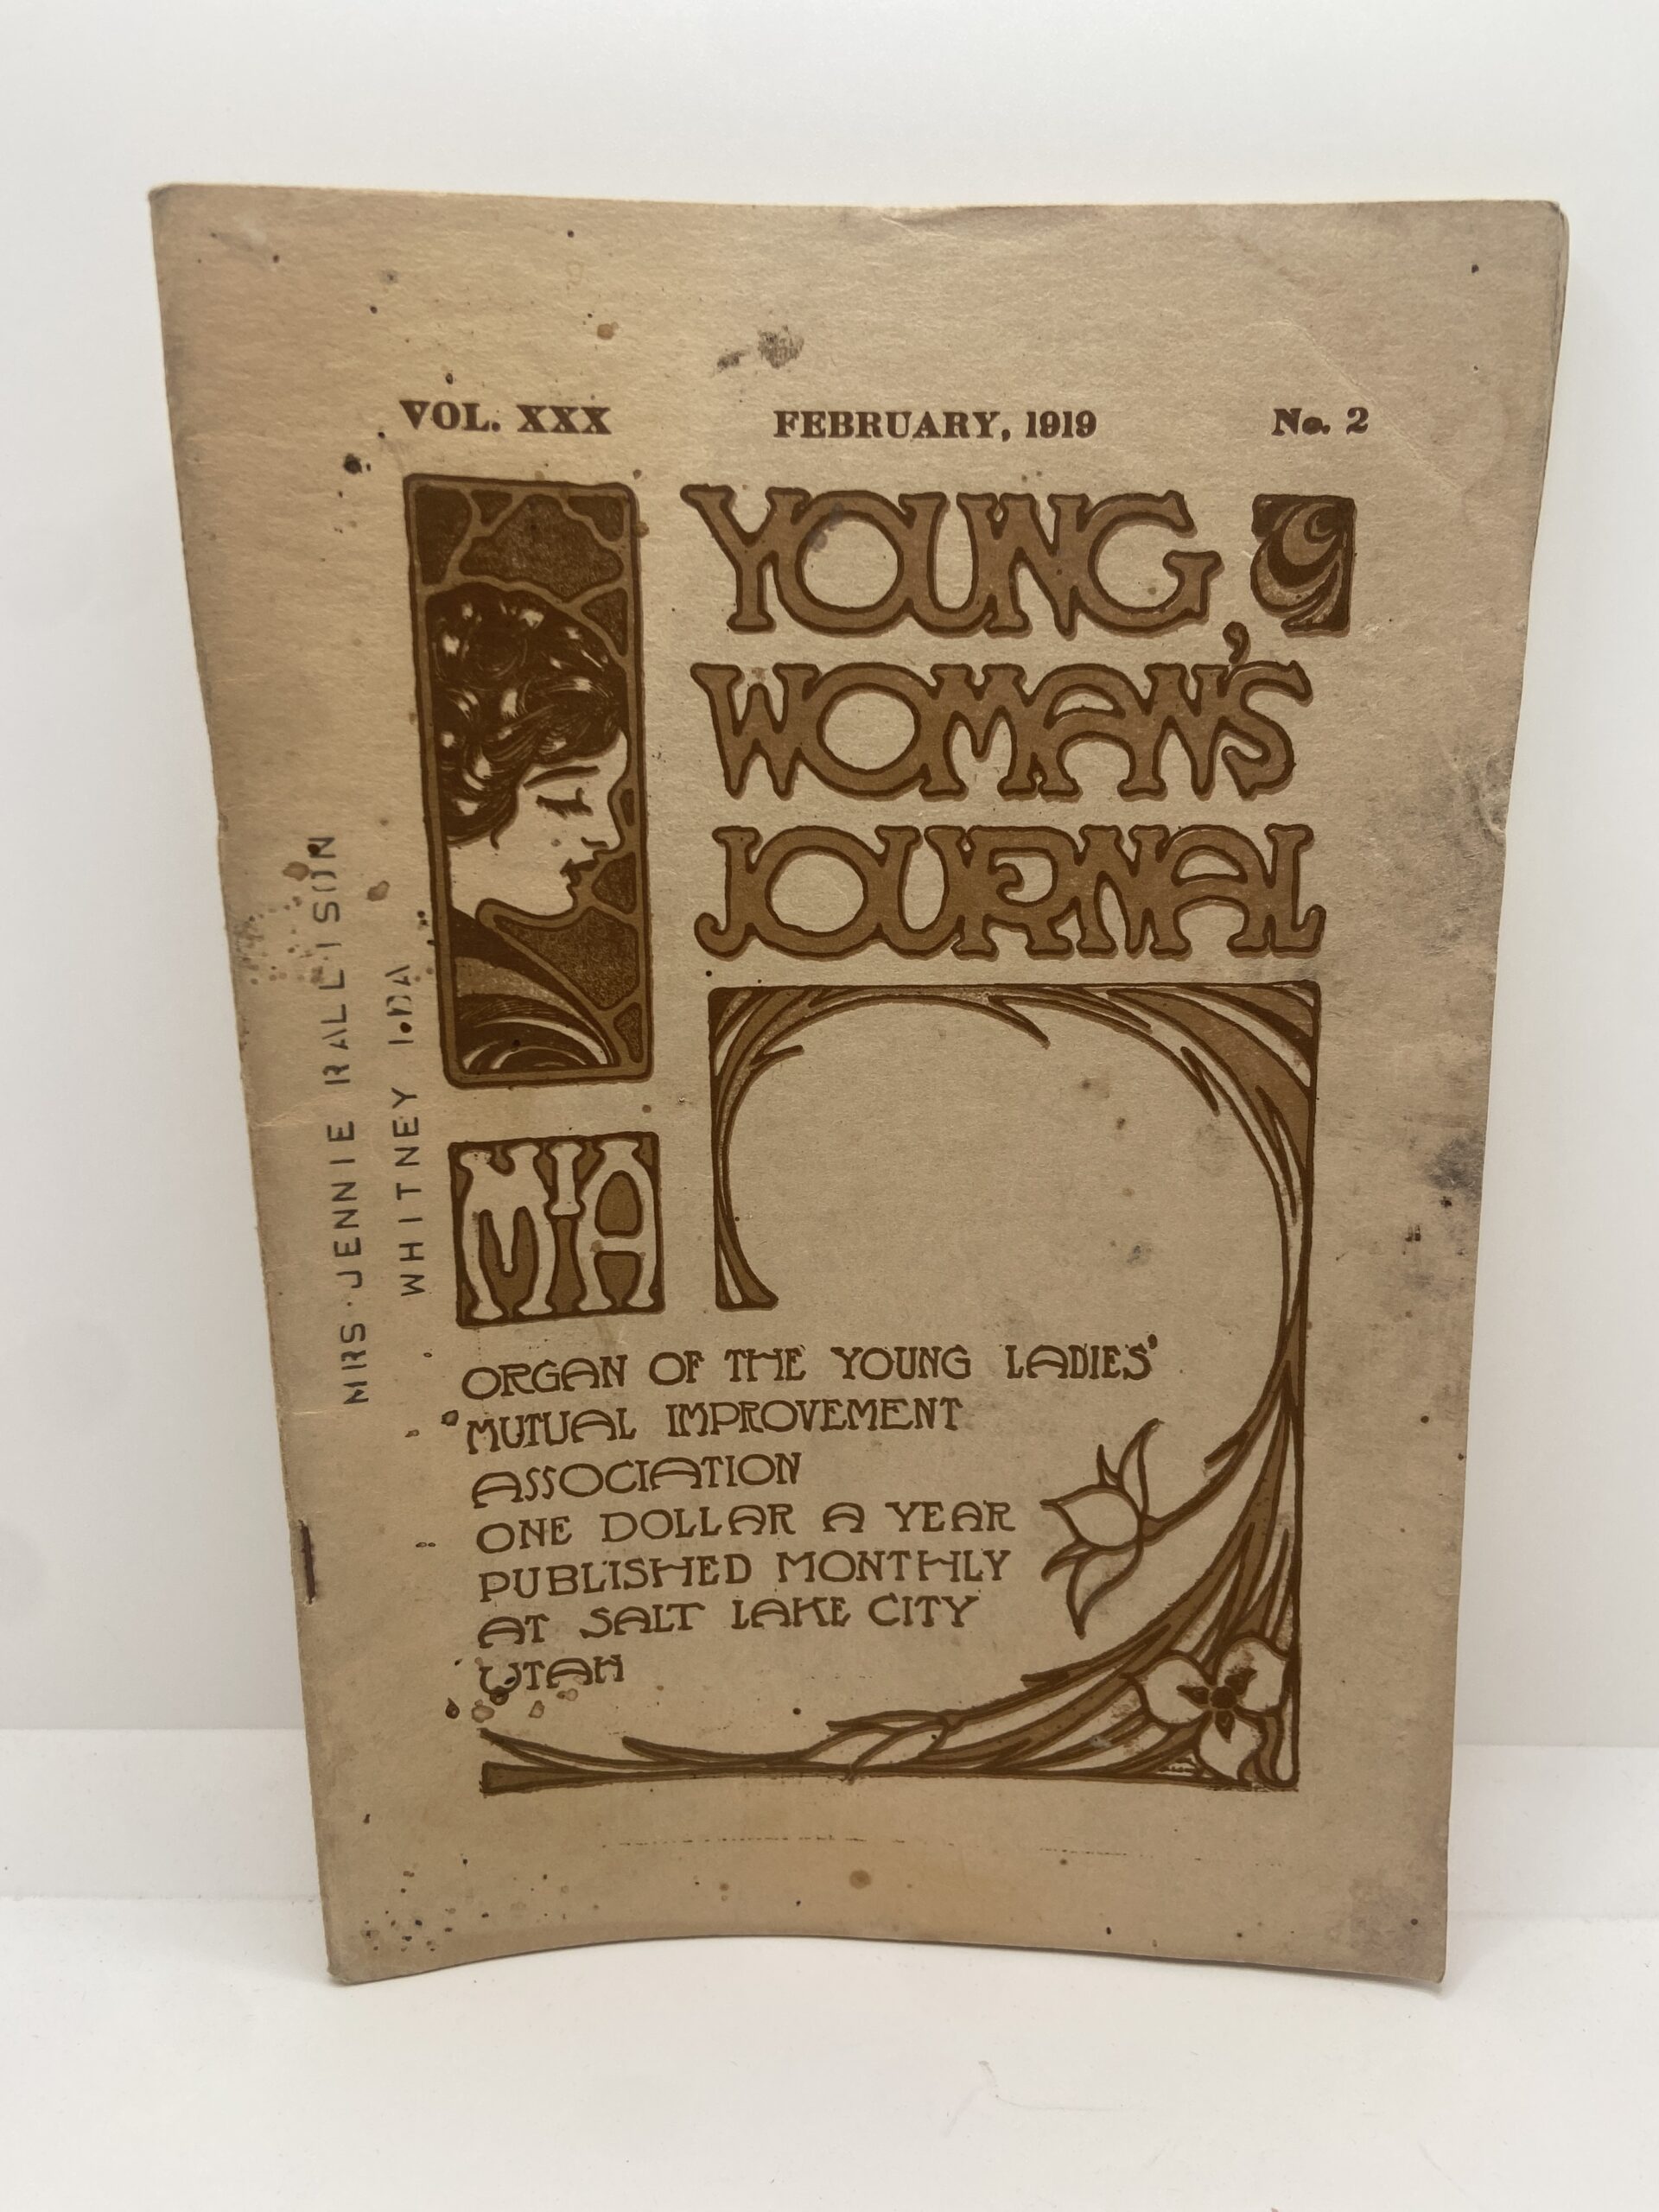 VOL. XXX FEBRUARY, 1919 No. 2
YOUNG
WOMAN'S
JOURNAL
MIA
ORGAN OF THE YOUNG LADIES'
MUTUAL IMPROVEMENT
ASSOCIATION
ONE DOLLAR A YEAR
PUBLISHED MONTHLY
AT SALT LAKE CITY
UTAH
MRS. JENNIE RALLISON
WHITNEY IDA